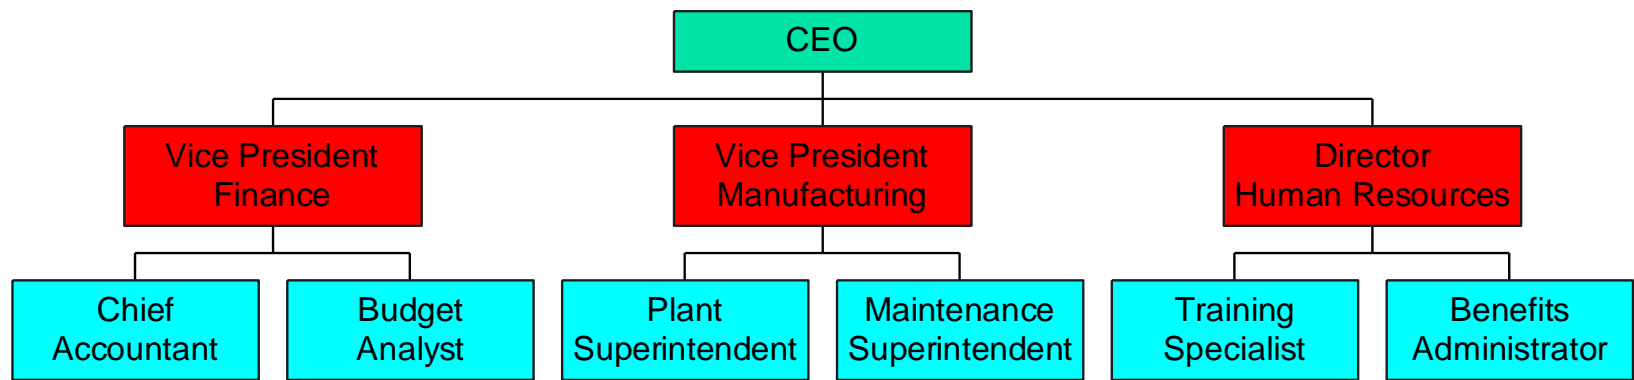 CEO
Vice President
Finance
Vice President
Manufacturing
Director
Human Resources
Chief
Accountant
Budget
Analyst
Plant
Superintendent
Maintenance
Superintendent
Training
Specialist
Benefits
Administrator